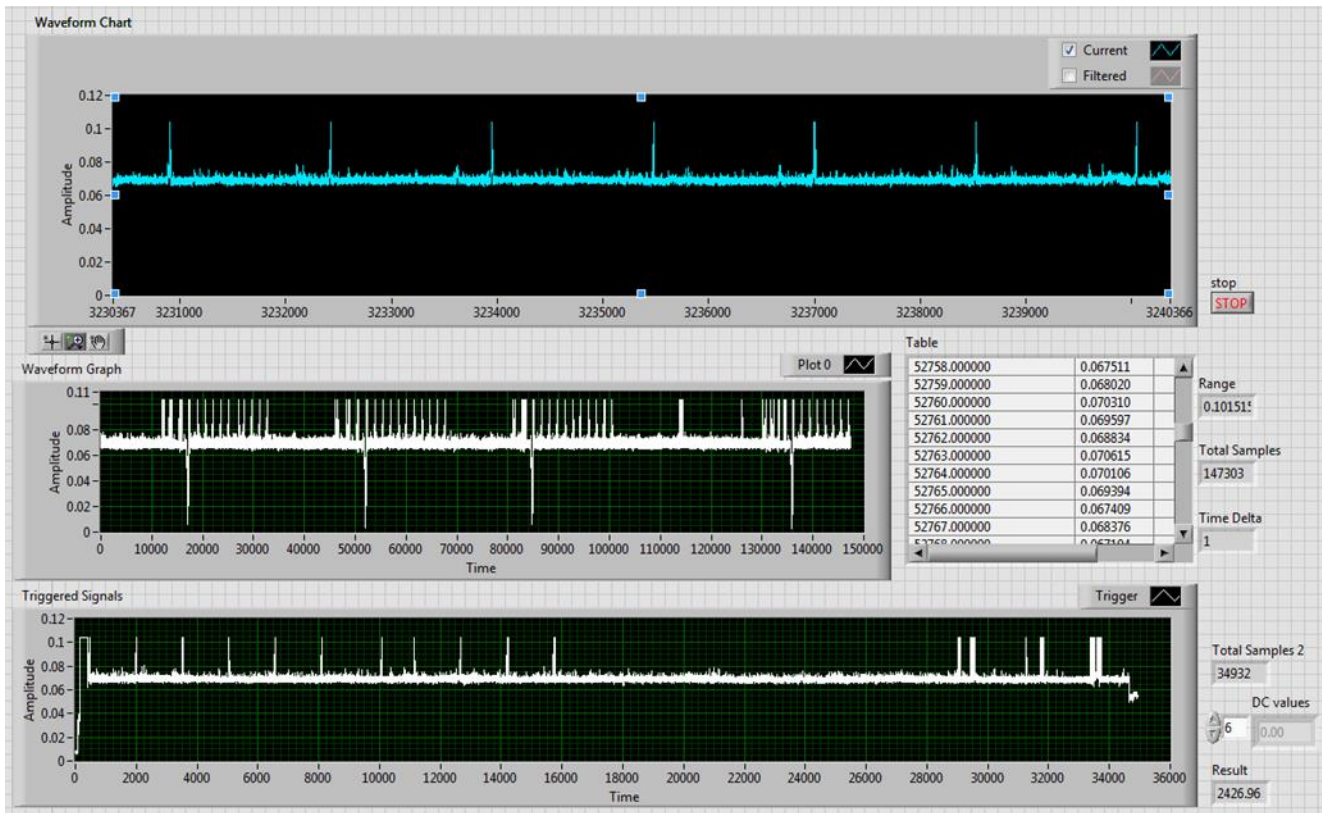 Waveform Chart
Current
Filtered
0.12
0.1
0.08
0.06
0.04
0.02
0
Amplitude
3230367 3231000 3232000 3233000 3234000 3235000 3236000 3237000 3238000 3239000 3240366
stop
STOP
Waveform Graph
Plot 0
0.11
0.08
0.06
0.04
0.02
0
Amplitude
0 10000 20000 30000 40000 50000 60000 70000 80000 90000 100000 110000 120000 130000 140000 150000
Time
Table
52758.000000 0.067511
52759.000000 0.068020
52760.000000 0.070310
52761.000000 0.069597
52762.000000 0.068834
52763.000000 0.070615
52764.000000 0.070106
52765.000000 0.069394
52766.000000 0.067409
52767.000000 0.068376
52768.000000 0.067194
Range
0.10151
Total Samples
147303
Time Delta
1
Triggered Signals
Trigger
0.12
0.1
0.08
0.06
0.04
0.02
0
Amplitude
0 2000 4000 6000 8000 10000 12000 14000 16000 18000 20000 22000 24000 26000 28000 30000 32000 34000 36000
Time
Total Samples 2
34932
DC values
6 0.00
Result
2426.96